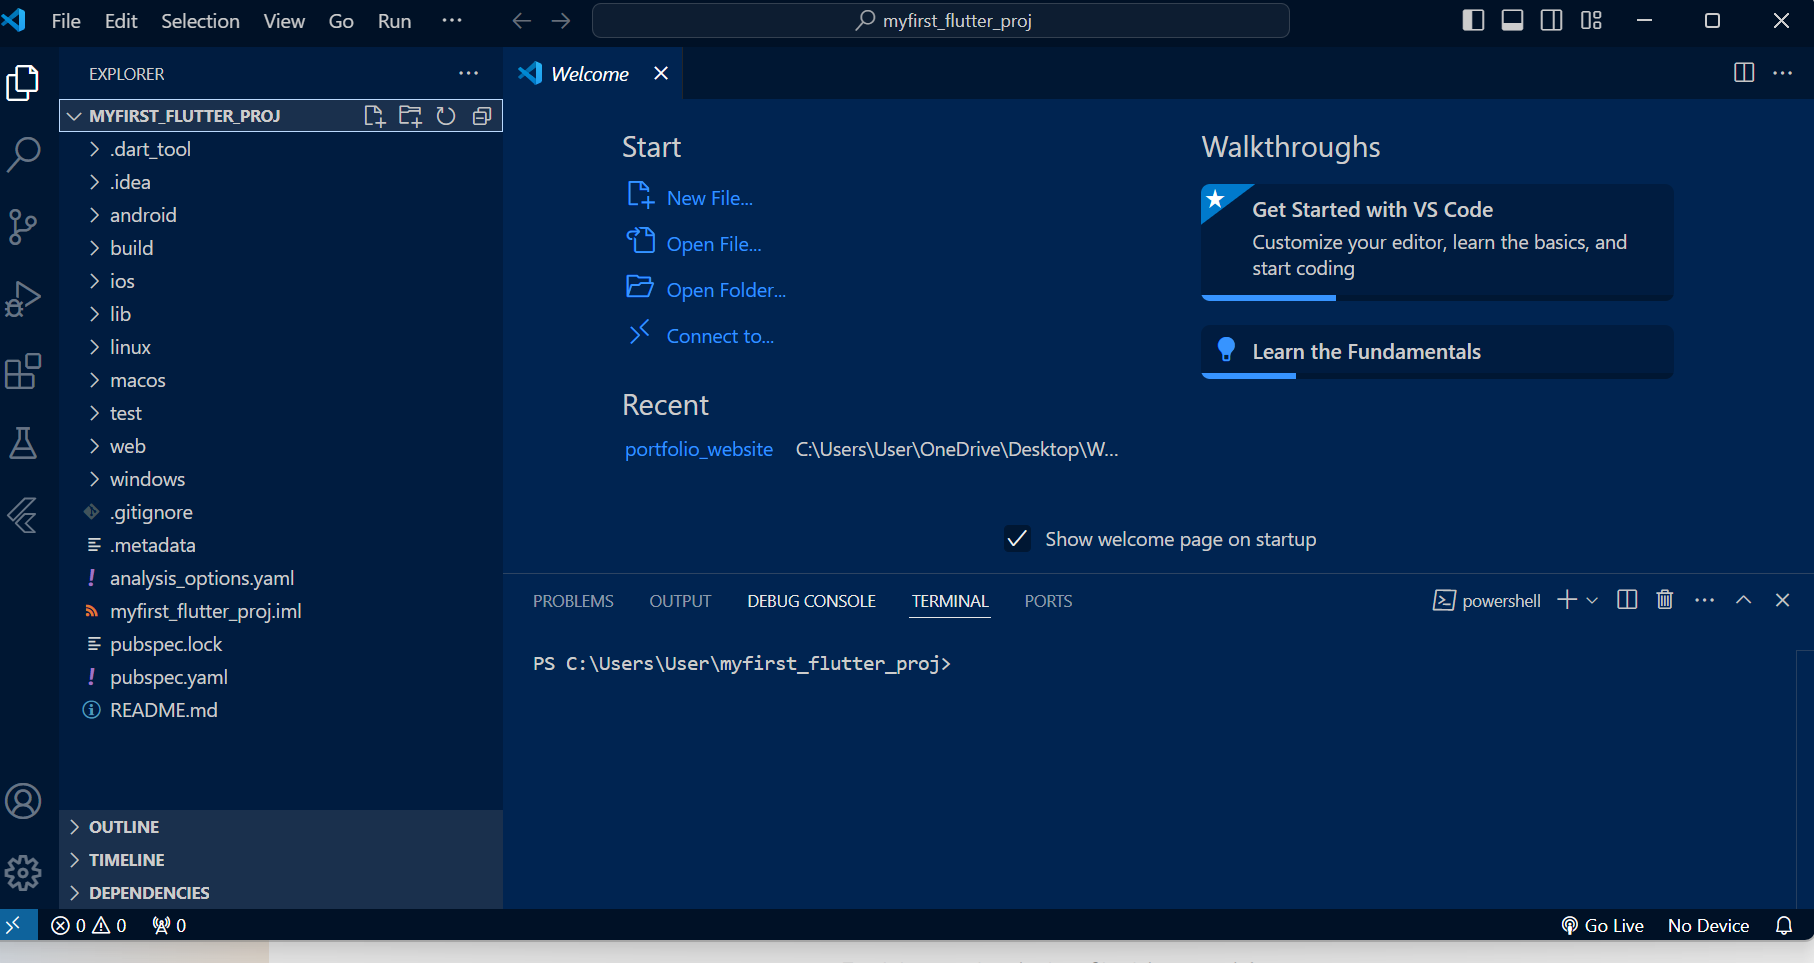 File Edit Selection View Go Run ···
myfirst_flutter_proj
EXPLORER
MYFIRST_FLUTTER_PROJ
.dart_tool
.idea
android
build
ios
lib
linux
macos
test
web
windows
.gitignore
.metadata
analysis_options.yaml
myfirst_flutter_proj.iml
pubspec.lock
pubspec.yaml
README.md
OUTLINE
TIMELINE
DEPENDENCIES
Welcome
Start
New File...
Open File...
Open Folder...
Connect to...
Recent
portfolio_website C:\Users\User\OneDrive\Desktop\W...
Walkthroughs
Get Started with VS Code
Customize your editor, learn the basics, and
start coding
Learn the Fundamentals
Show welcome page on startup
PROBLEMS OUTPUT DEBUG CONSOLE TERMINAL PORTS
powershell
PS C:\Users\User\myfirst_flutter_proj>
0 0 0
Go Live No Device